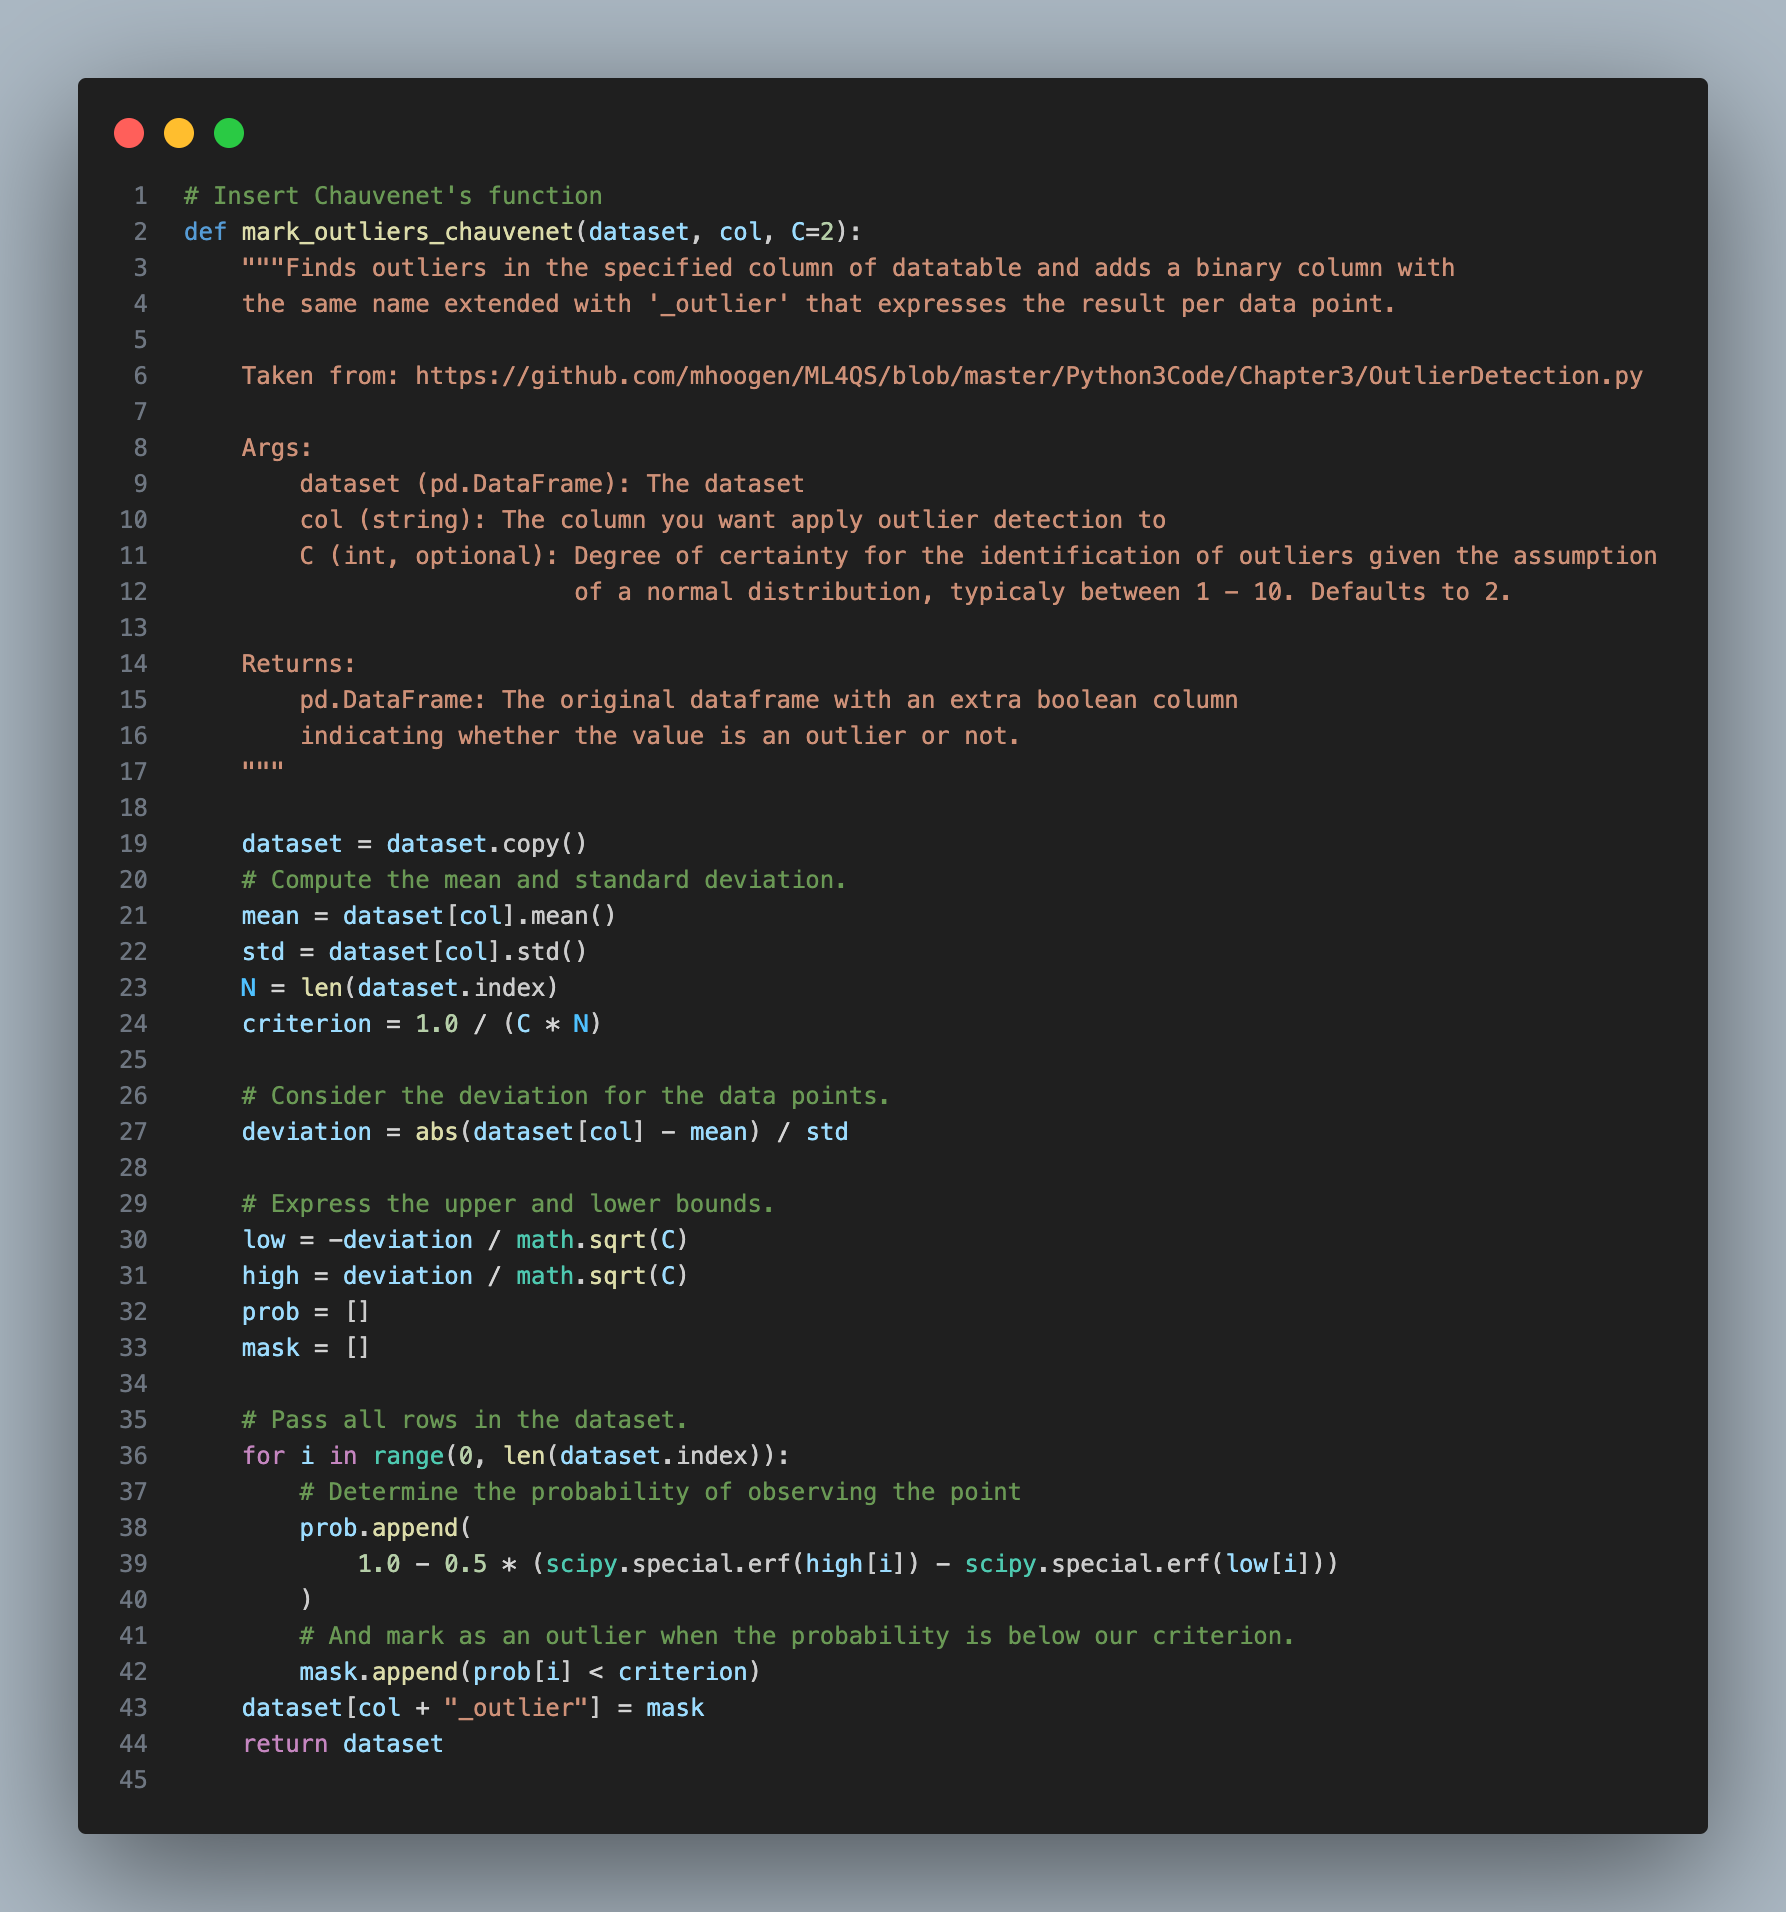 1 # Insert Chauvenet's function
2 def mark_outliers_chauvenet(dataset, col, C=2):
3     """Finds outliers in the specified column of datatable and adds a binary column with
4     the same name extended with '_outlier' that expresses the result per data point.
5
6     Taken from: https://github.com/mhoogen/ML4QS/blob/master/Python3Code/Chapter3/OutlierDetection.py
7
8     Args:
9         dataset (pd.DataFrame): The dataset
10         col (string): The column you want apply outlier detection to
11         C (int, optional): Degree of certainty for the identification of outliers given the assumption
12                            of a normal distribution, typicaly between 1 - 10. Defaults to 2.
13
14     Returns:
15         pd.DataFrame: The original dataframe with an extra boolean column
16         indicating whether the value is an outlier or not.
17     """
18
19     dataset = dataset.copy()
20     # Compute the mean and standard deviation.
21     mean = dataset[col].mean()
22     std = dataset[col].std()
23     N = len(dataset.index)
24     criterion = 1.0 / (C * N)
25
26     # Consider the deviation for the data points.
27     deviation = abs(dataset[col] - mean) / std
28
29     # Express the upper and lower bounds.
30     low = -deviation / math.sqrt(C)
31     high = deviation / math.sqrt(C)
32     prob = []
33     mask = []
34
35     # Pass all rows in the dataset.
36     for i in range(0, len(dataset.index)):
37         # Determine the probability of observing the point
38         prob.append(
39             1.0 - 0.5 * (scipy.special.erf(high[i]) - scipy.special.erf(low[i]))
40         )
41         # And mark as an outlier when the probability is below our criterion.
42         mask.append(prob[i] < criterion)
43     dataset[col + "_outlier"] = mask
44     return dataset
45